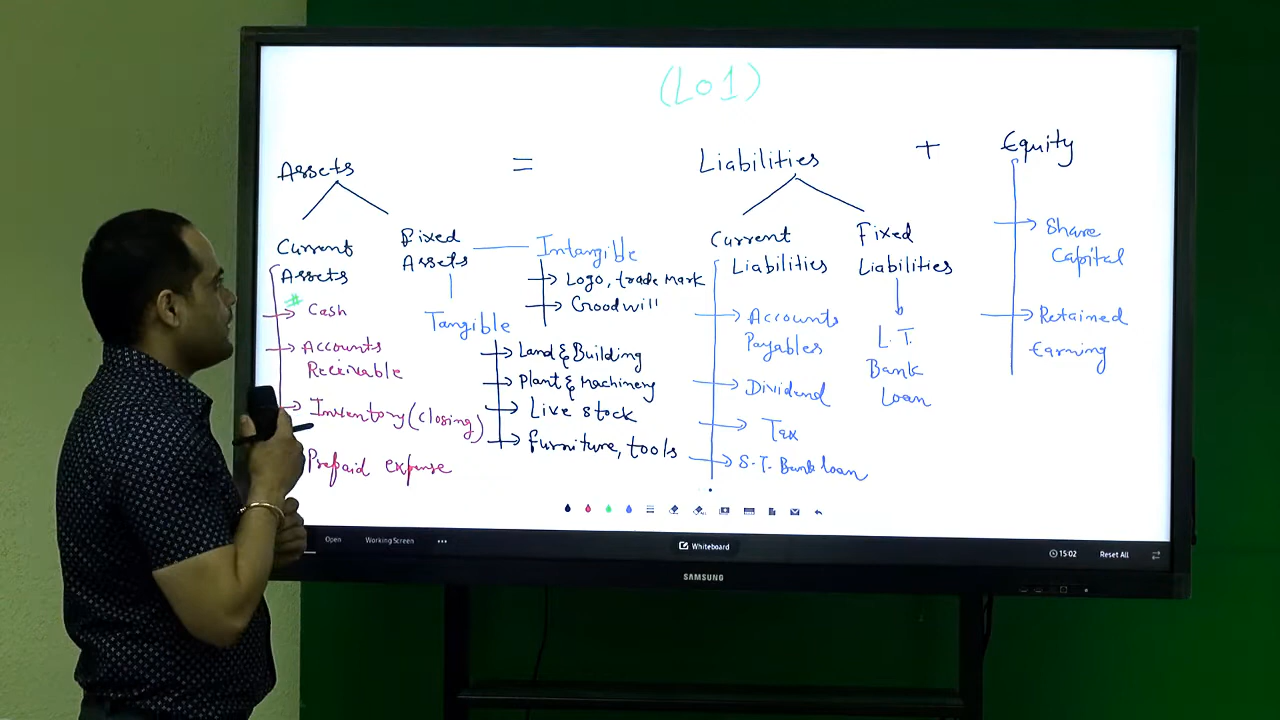 (LO1)
Assets = Liabilities + Equity
Current
Assets
# Cash
Accounts
Receivable
Inventory (closing)
Prepaid expense
Fixed
Assets
Intangible
Logo, trade mark
Goodwill
Tangible
Land & Building
Plant & Machinery
Live stock
furniture, tools
Current
Liabilities
Accounts
Payables
Dividend
Tax
S.T. Bank loan
Fixed
Liabilities
L.T.
Bank
Loan
Share
Capital
Retained
Earning
Open
Working Screen
Whiteboard
15:02
Reset All
SAMSUNG